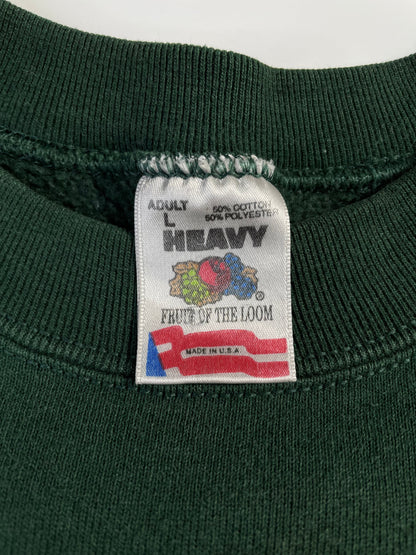 ADULT 50% COTTON
L 50% POLYESTER
HEAVY
®
FRUIT OF THE LOOM
MADE IN U.S.A.